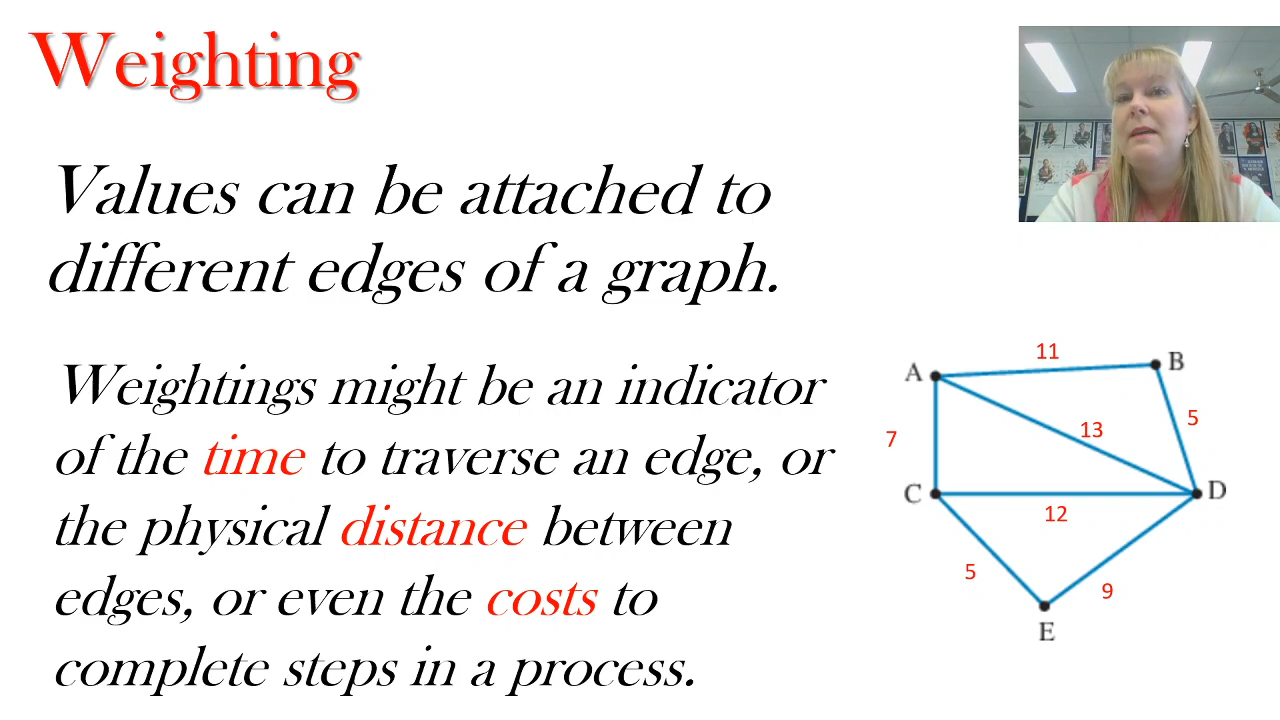 Weighting
Values can be attached to
different edges of a graph.
Weightings might be an indicator
of the time to traverse an edge, or
the physical distance between
edges, or even the costs to
complete steps in a process.
11
A
B
7
13
5
C
D
12
5
9
E